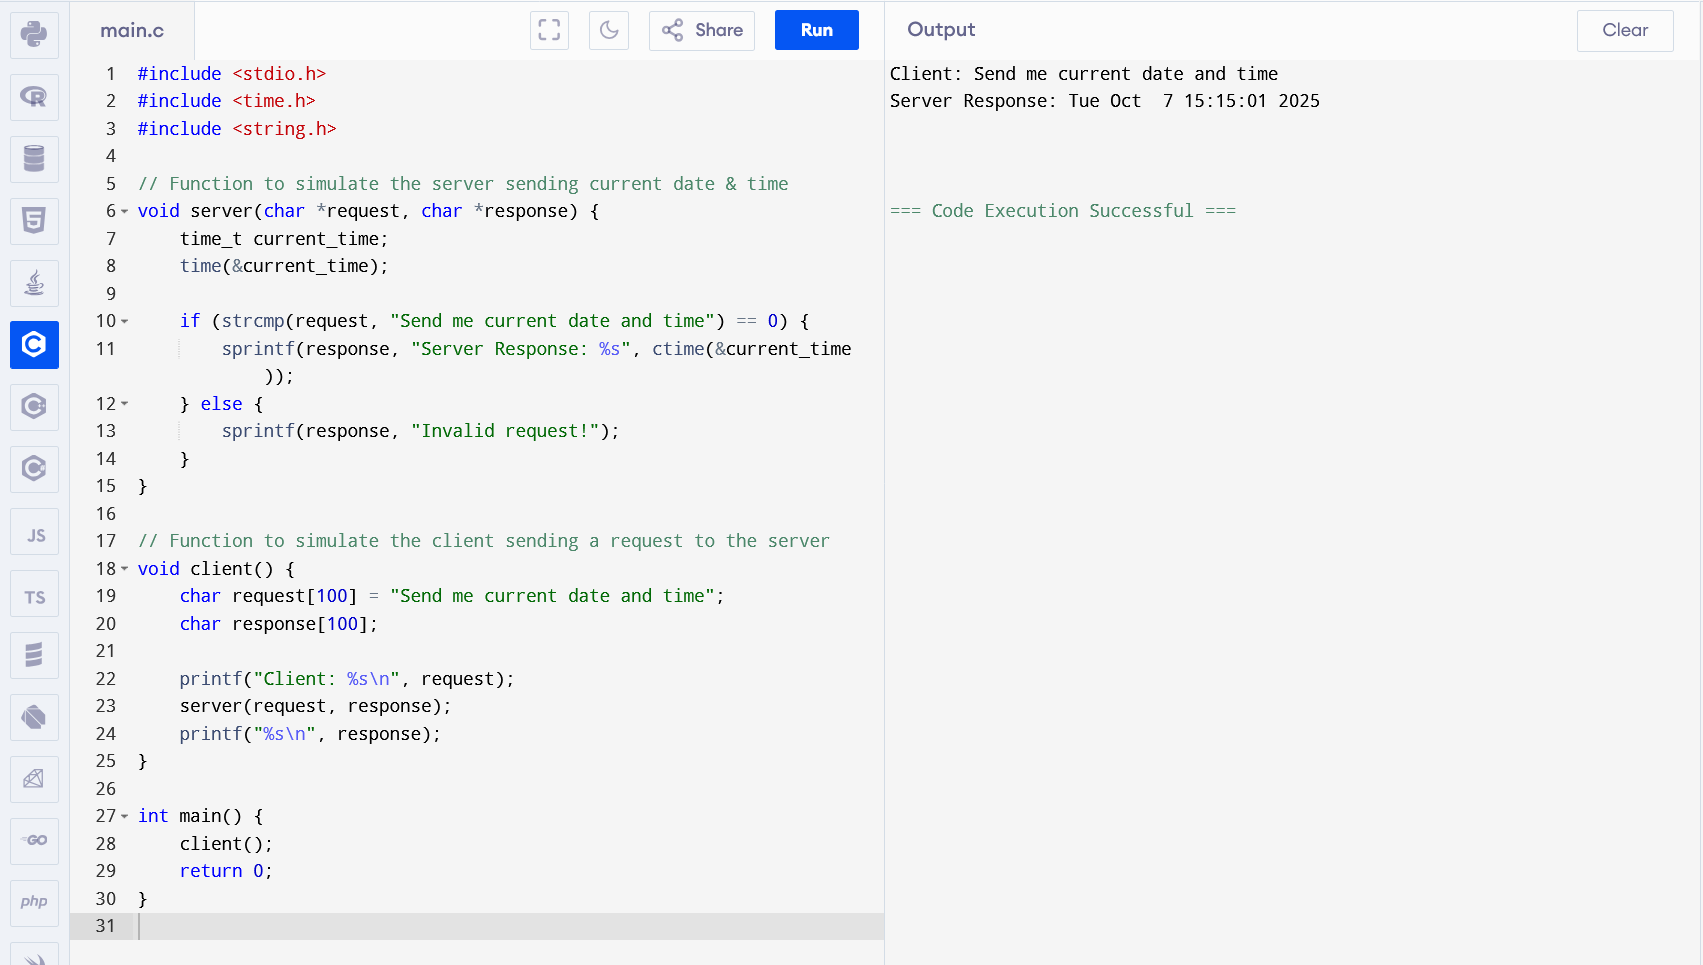 main.c
Share
Run
Output
Clear
1 #include <stdio.h>
2 #include <time.h>
3 #include <string.h>
4
5 // Function to simulate the server sending current date & time
6 void server(char *request, char *response) {
7     time_t current_time;
8     time(&current_time);
9
10     if (strcmp(request, "Send me current date and time") == 0) {
11         sprintf(response, "Server Response: %s", ctime(&current_time
));
12     } else {
13         sprintf(response, "Invalid request!");
14     }
15 }
16
17 // Function to simulate the client sending a request to the server
18 void client() {
19     char request[100] = "Send me current date and time";
20     char response[100];
21
22     printf("Client: %s\n", request);
23     server(request, response);
24     printf("%s\n", response);
25 }
26
27 int main() {
28     client();
29     return 0;
30 }
31
Client: Send me current date and time
Server Response: Tue Oct  7 15:15:01 2025
=== Code Execution Successful ===
R
5
C
C+
C#
JS
TS
GO
php